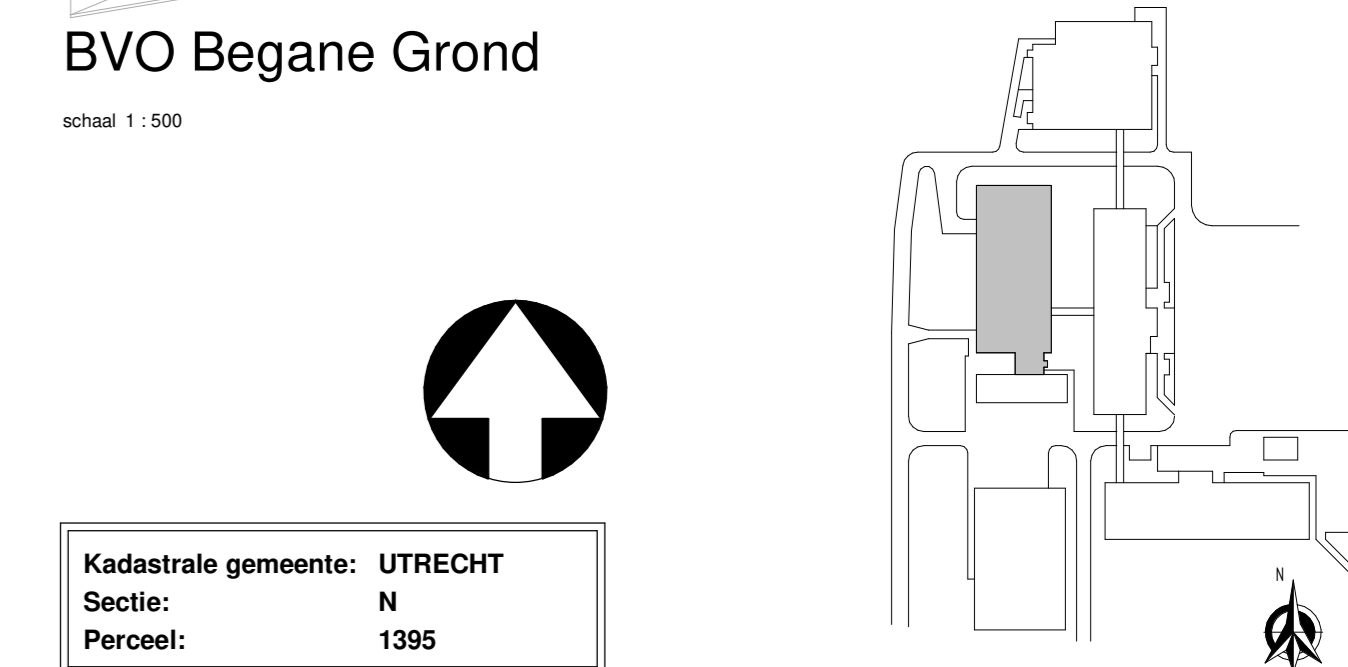 BVO Begane Grond
schaal 1 : 500
Kadastrale gemeente: UTRECHT
Sectie: N
Perceel: 1395
N